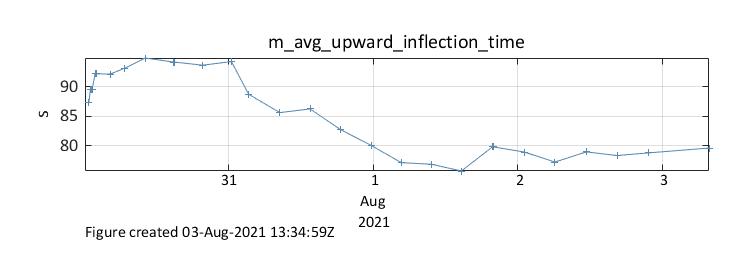 m_avg_upward_inflection_time
90
85
80
s
31 1 2 3
Aug
2021
Figure created 03-Aug-2021 13:34:59Z